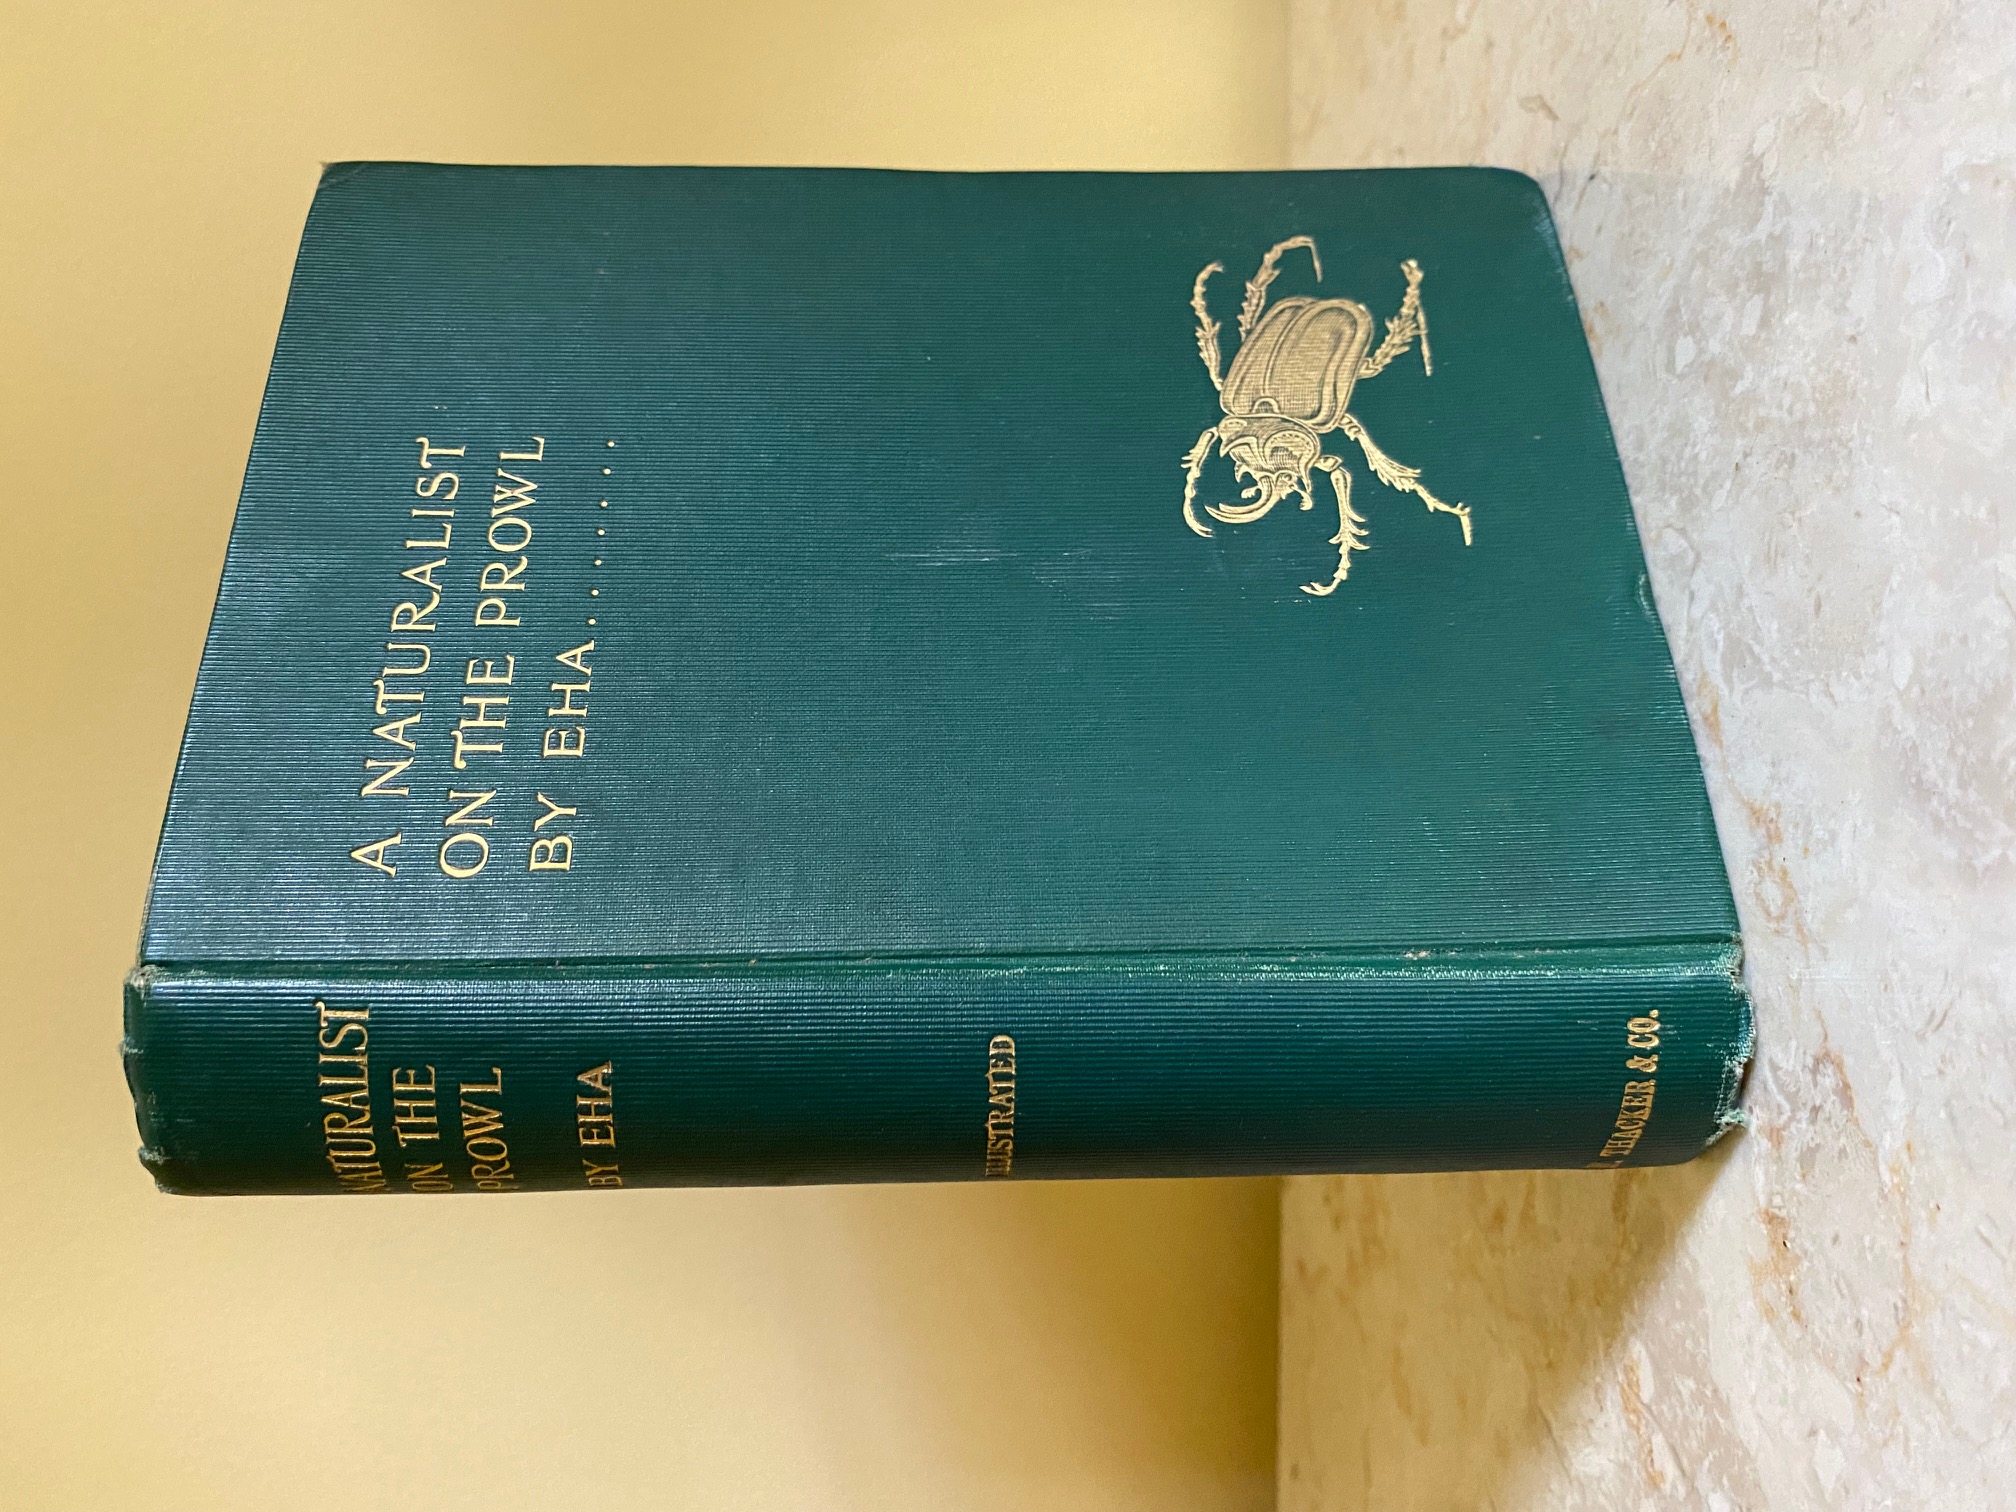 A NATURALIST
ON THE PROWL
BY EHA........
NATURALIST
ON THE
PROWL
BY EHA
ILLUSTRATED
THACKER & CO.